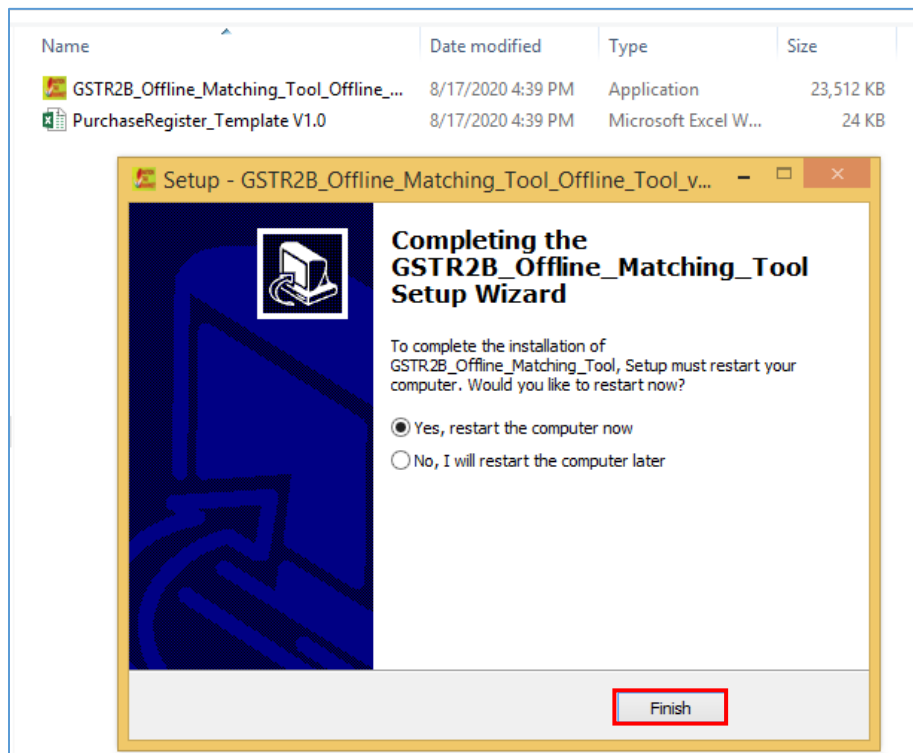 Name Date modified Type Size
GSTR2B_Offline_Matching_Tool_Offline_... 8/17/2020 4:39 PM Application 23,512 KB
PurchaseRegister_Template V1.0 8/17/2020 4:39 PM Microsoft Excel W... 24 KB
Setup - GSTR2B_Offline_Matching_Tool_Offline_Tool_v...
Completing the
GSTR2B_Offline_Matching_Tool
Setup Wizard
To complete the installation of
GSTR2B_Offline_Matching_Tool, Setup must restart your
computer. Would you like to restart now?
Yes, restart the computer now
No, I will restart the computer later
Finish